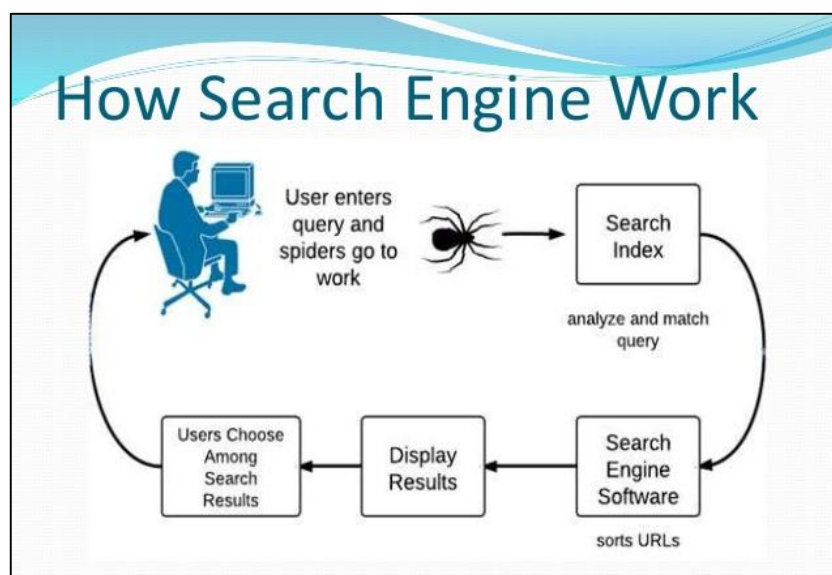 How Search Engine Work
User enters
query and
spiders go to
work
Search
Index
analyze and match
query
Search
Engine
Software
sorts URLs
Display
Results
Users Choose
Among
Search
Results